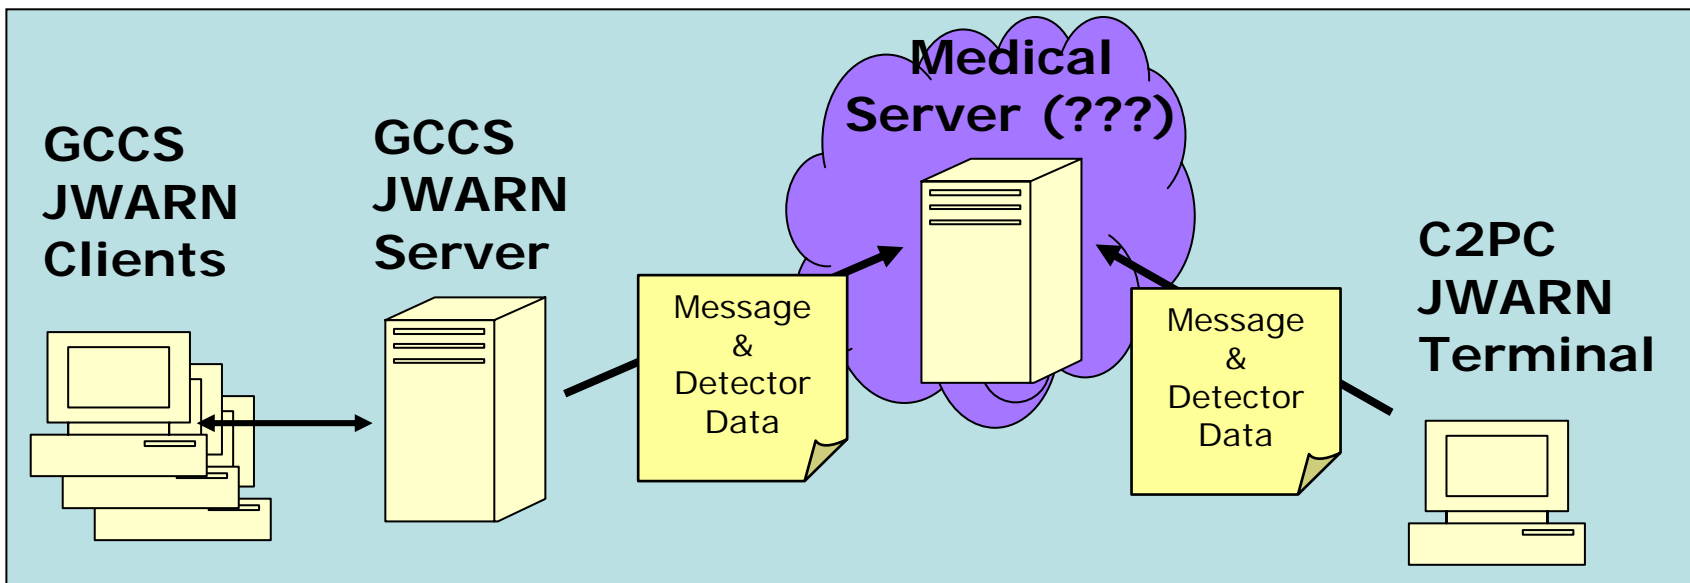 GCCS
JWARN
Clients
GCCS
JWARN
Server
Message
&
Detector
Data
Medical
Server (???)
Message
&
Detector
Data
C2PC
JWARN
Terminal